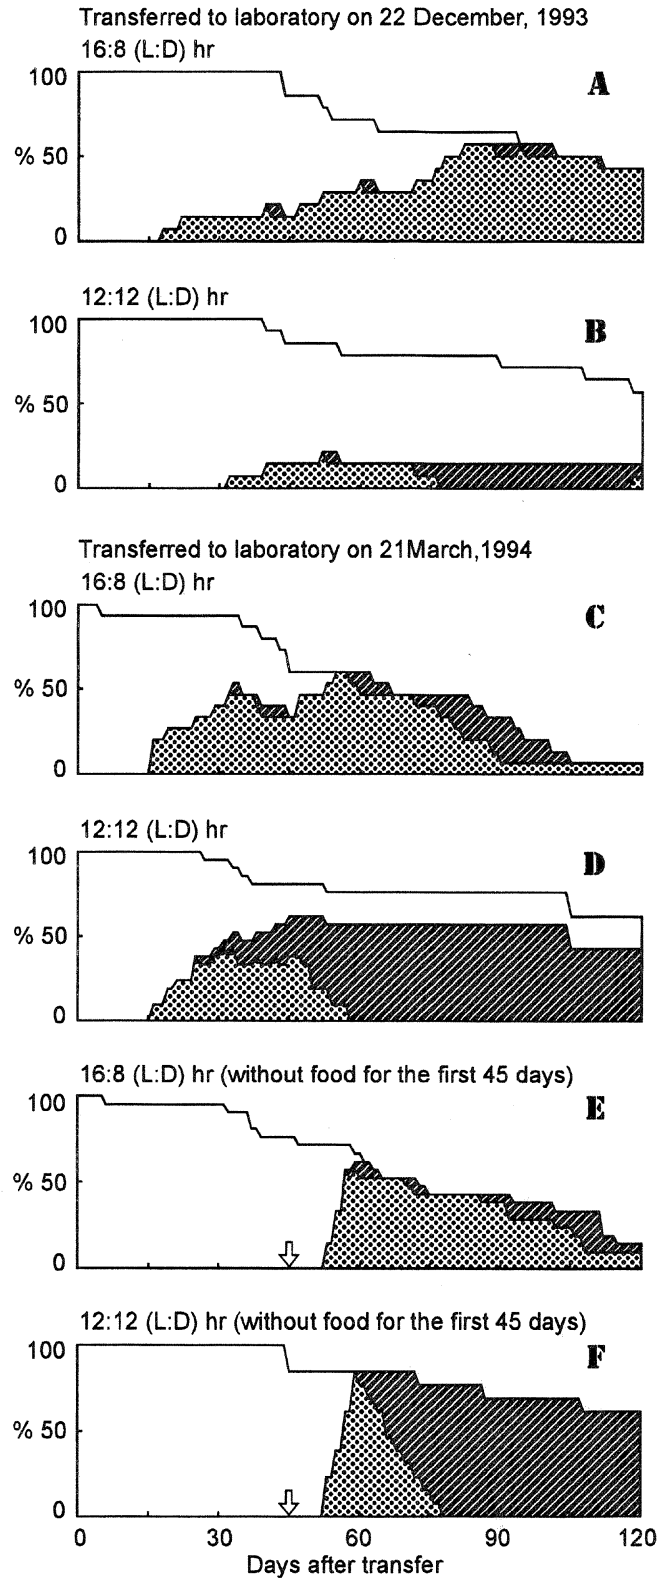 Transferred to laboratory on 22 December, 1993
16:8 (L:D) hr
A
100
% 50
0
12:12 (L:D) hr
B
100
% 50
0
Transferred to laboratory on 21March,1994
16:8 (L:D) hr
C
100
% 50
0
12:12 (L:D) hr
D
100
% 50
0
16:8 (L:D) hr (without food for the first 45 days)
E
100
% 50
0
12:12 (L:D) hr (without food for the first 45 days)
F
100
% 50
0
0 30 60 90 120
Days after transfer